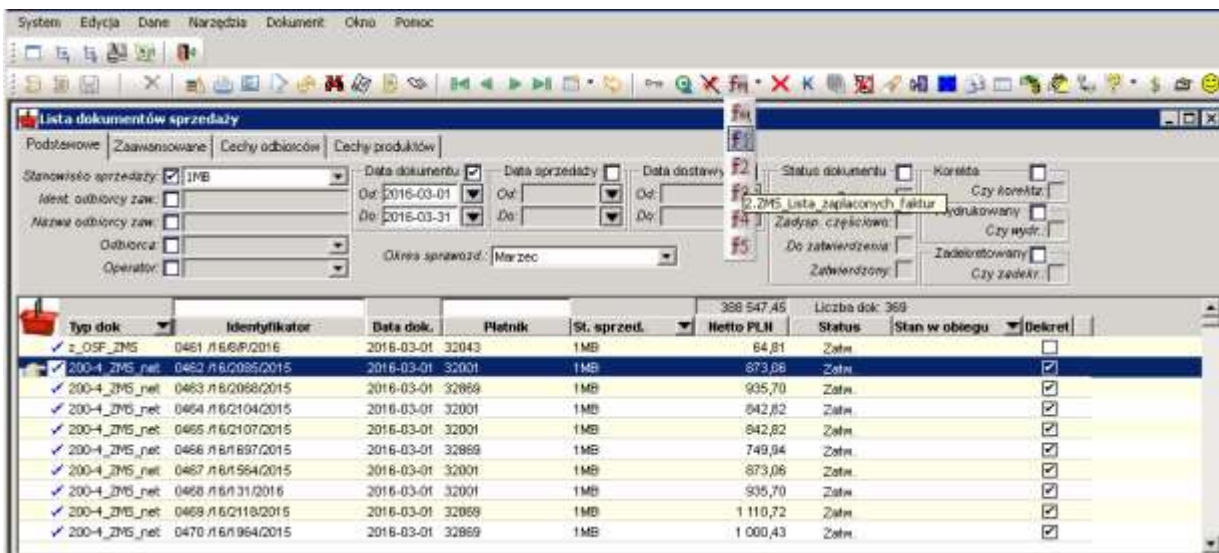 System Edycja Dane Narzędzia Dokument Okno Pomoc
Lista dokumentów sprzedaży
Podstawowe Zaawansowane Cechy odbiorców Cechy produktów
Stanowisko sprzedaży: 1MB
Data dokumentu Data sprzedaży Data dostawy Status dokumentu Korekta
Ident. odbiorcy zaw.: Od: 2016-03-01 Od: Od: Czy korekta:
Nazwa odbiorcy zaw.: Do: 2016-03-31 Do: Do: Zadysp. częściowo: Wydrukowany
Czy wydr.:
Odbiorca: Okres sprawozd.: Marzec Do zatwierdzenia: Zadekretowany
Operator: Zatwierdzony: Czy zadekr.:
f1
f2
2.ZMS_Lista_zaplaconych_faktur
f4
f5
388 547,45 Liczba dok: 369
Typ dok Identyfikator Data dok. Płatnik St. sprzed. Netto PLN Status Stan w obiegu Dekret
z_OSF_ZMS 0461 /16/8/P/2016 2016-03-01 32043 1MB 64,81 Zatw.
200-4_ZMS_net 0462 /16/2085/2015 2016-03-01 32001 1MB 873,06 Zatw.
200-4_ZMS_net 0463 /16/2068/2015 2016-03-01 32869 1MB 935,70 Zatw.
200-4_ZMS_net 0464 /16/2104/2015 2016-03-01 32001 1MB 842,82 Zatw.
200-4_ZMS_net 0465 /16/2107/2015 2016-03-01 32001 1MB 842,82 Zatw.
200-4_ZMS_net 0466 /16/1697/2015 2016-03-01 32869 1MB 749,94 Zatw.
200-4_ZMS_net 0467 /16/1564/2015 2016-03-01 32001 1MB 873,06 Zatw.
200-4_ZMS_net 0468 /16/131/2016 2016-03-01 32001 1MB 935,70 Zatw.
200-4_ZMS_net 0469 /16/2118/2015 2016-03-01 32869 1MB 1 110,72 Zatw.
200-4_ZMS_net 0470 /16/1964/2015 2016-03-01 32869 1MB 1 000,43 Zatw.